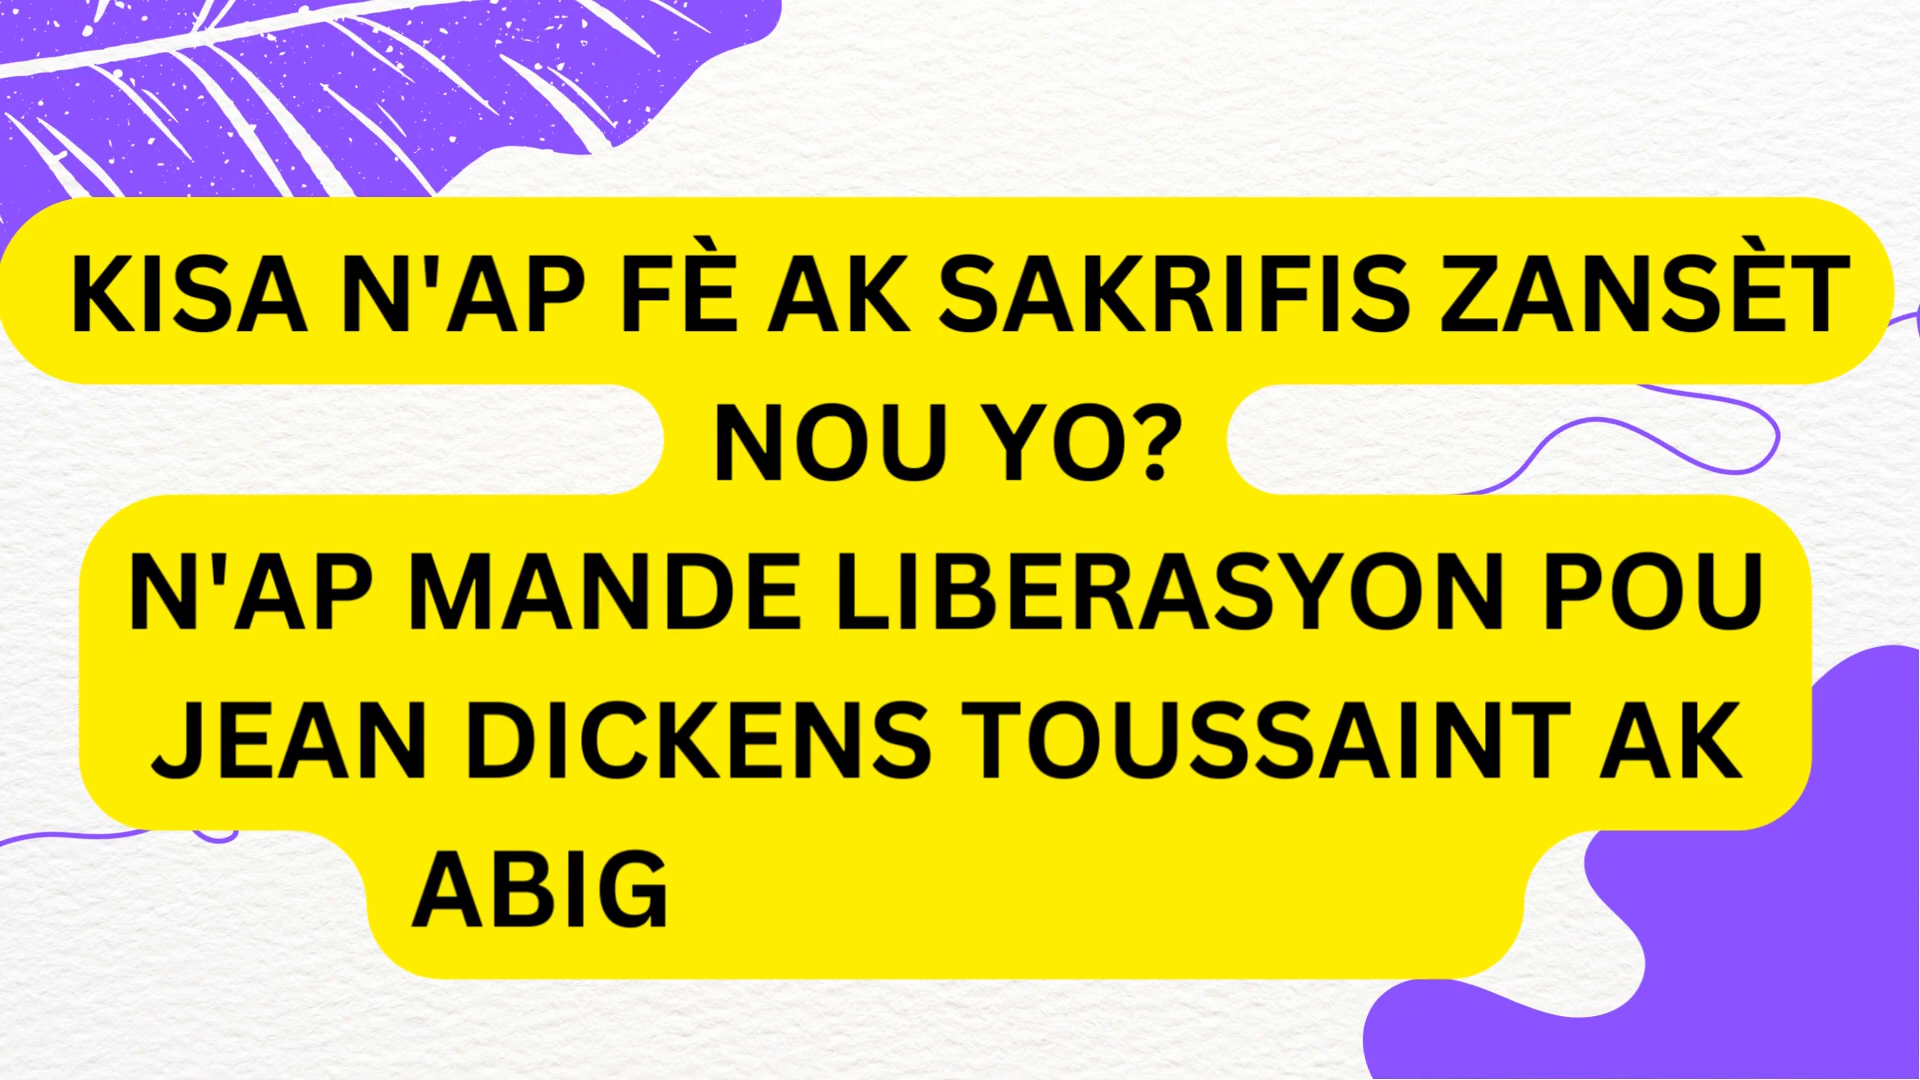 KISA N'AP FÈ AK SAKRIFIS ZANSÈT
NOU YO?
N'AP MANDE LIBERASYON POU
JEAN DICKENS TOUSSAINT AK
ABIG